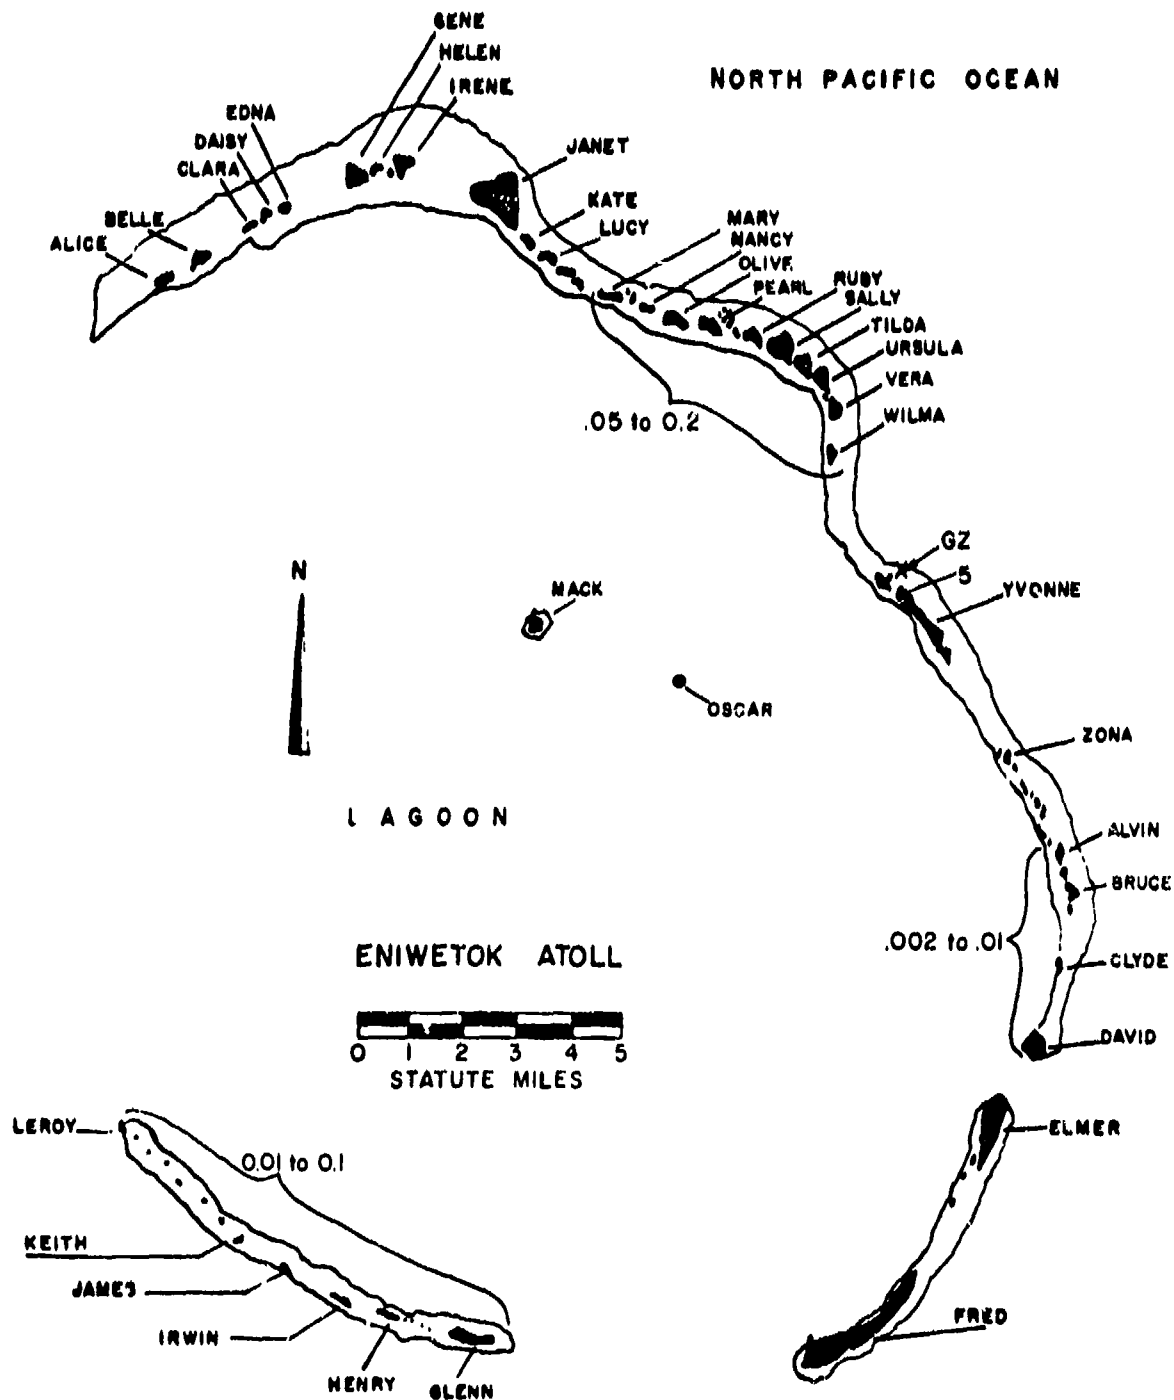 GENE
HELEN
IRENE
NORTH PACIFIC OCEAN
EDNA
DAISY
CLARA
JANET
BELLE
ALICE
KATE
LUCY
MARY
NANCY
OLIVE
PEARL
RUBY
SALLY
TILDA
URSULA
VERA
WILMA
.05 to 0.2
GZ
5
YVONNE
N
MACK
OSCAR
ZONA
LAGOON
ALVIN
BRUCE
.002 to .01
CLYDE
DAVID
ENIWETOK ATOLL
0 1 2 3 4 5
STATUTE MILES
LEROY
0.01 to 0.1
ELMER
KEITH
JAMES
IRWIN
HENRY
GLENN
FRED